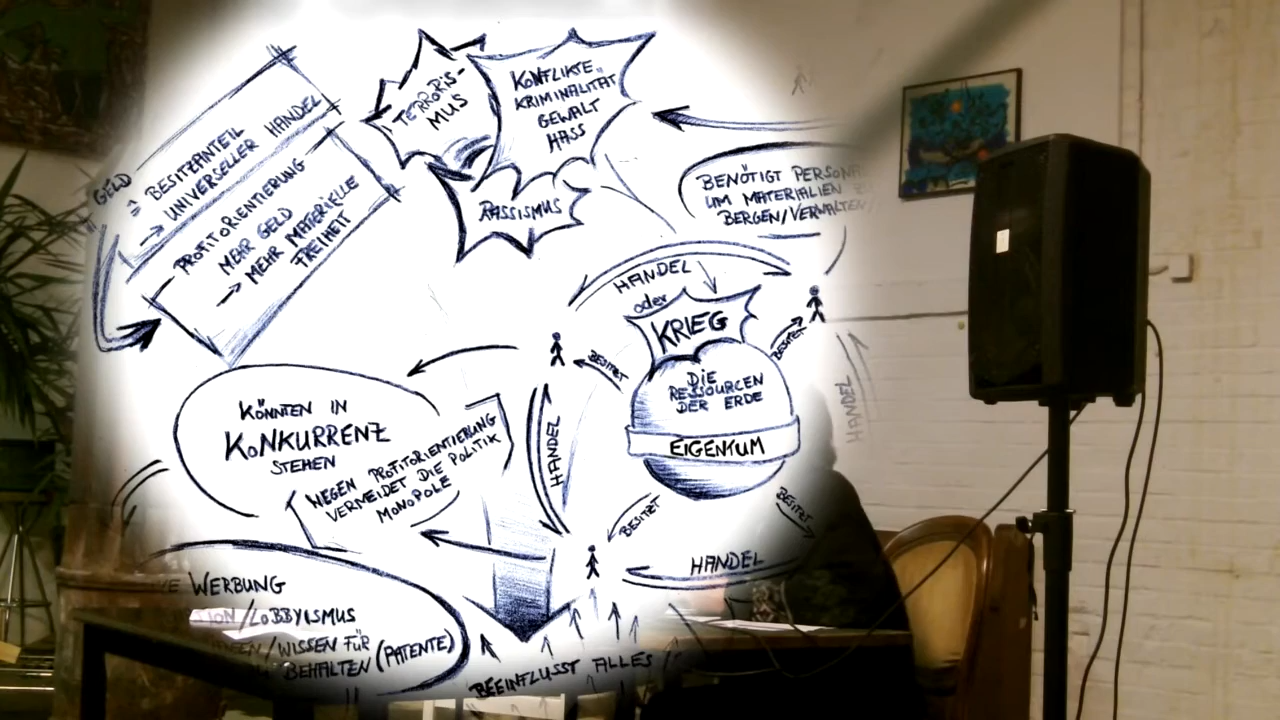 GELD
⇒ BESITZANTEIL
→ UNIVERSELLER HANDEL
PROFITORIENTIERUNG
MEHR GELD
→ MEHR MATERIELLE
FREIHEIT
TERRORIS-
MUS
KONFLIKTE
KRIMINALITÄT
GEWALT
HASS
RASSISMUS
BENÖTIGT
UM MATERIALIEN
BERGEN/VERWALTEN/
HANDEL
oder
KRIEG
BESITZT
BESITZT
DIE
RESSOURCEN
DER ERDE
EIGENTUM
HANDEL
HANDEL
KÖNNTEN IN
KONKURRENZ
STEHEN
WEGEN PROFITORIENTIERUNG
VERMEIDET DIE POLITIK
MONOPOLE
BESITZT
BESITZT
HANDEL
WERBUNG
/LOBBYISMUS
/WISSEN FÜR
BEHALTEN (PATENTE)
BEEINFLUSST ALLES